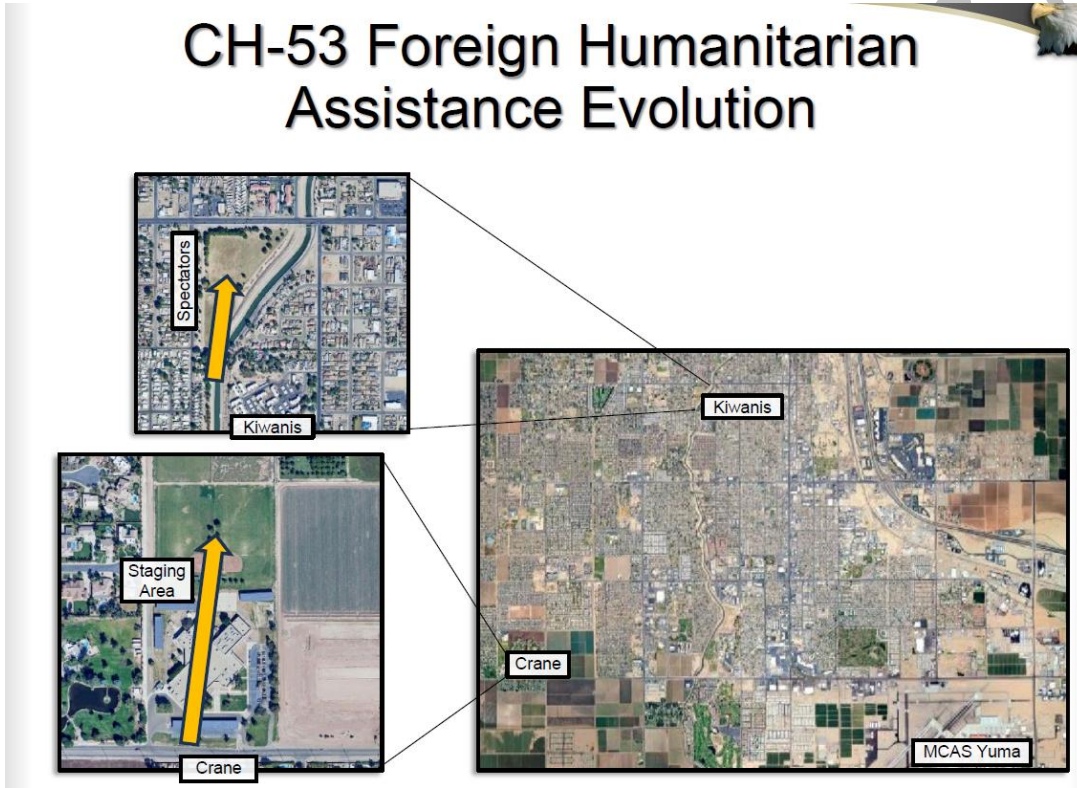 CH-53 Foreign Humanitarian
Assistance Evolution
Spectators
Kiwanis
Kiwanis
Staging
Area
Crane
Crane
MCAS Yuma